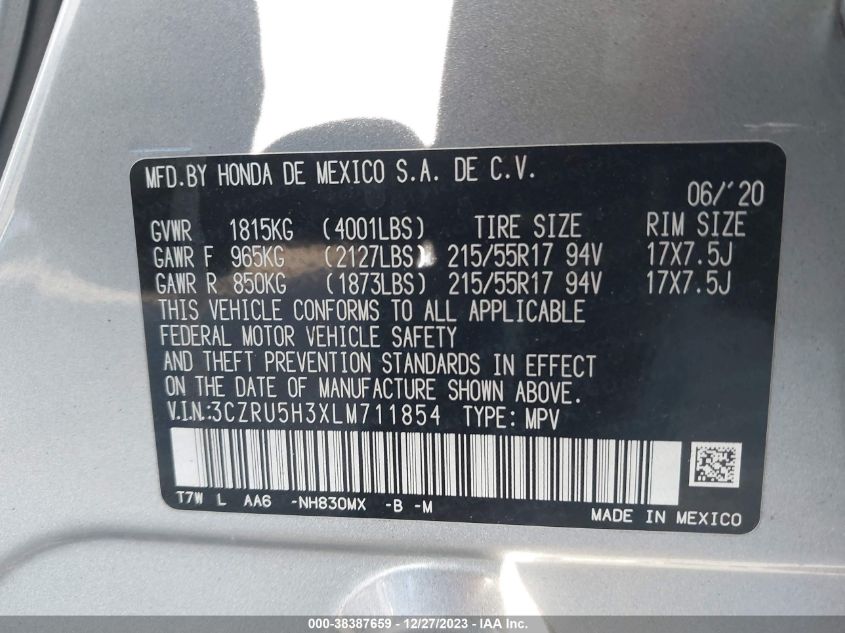 MFD.BY HONDA DE MEXICO S.A. DE C.V.
06/'20
GVWR 1815KG (4001LBS) TIRE SIZE RIM SIZE
GAWR F 965KG (2127LBS) 215/55R17 94V 17X7.5J
GAWR R 850KG (1873LBS) 215/55R17 94V 17X7.5J
THIS VEHICLE CONFORMS TO ALL APPLICABLE
FEDERAL MOTOR VEHICLE SAFETY
AND THEFT PREVENTION STANDARDS IN EFFECT
ON THE DATE OF MANUFACTURE SHOWN ABOVE.
V.I.N.:3CZRU5H3XLM711854 TYPE: MPV
T7W L AA6 -NH830MX -B -M
MADE IN MEXICO
000-38387659 - 12/27/2023 - IAA Inc.